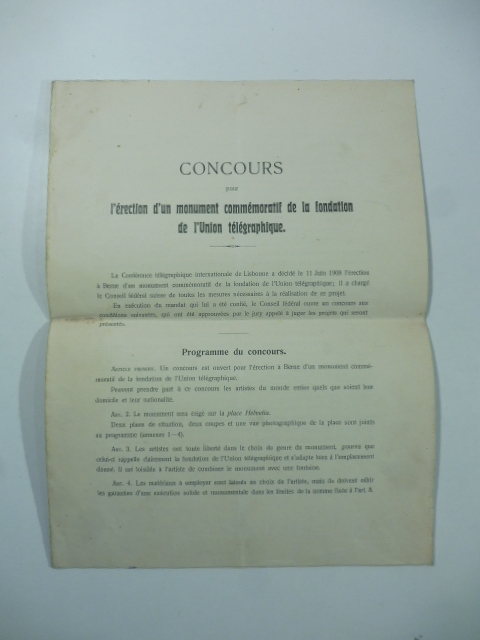 CONCOURS
pour
l'érection d'un monument commémoratif de la fondation
de l'Union télégraphique.
La Conférence télégraphique internationale de Lisbonne a décidé le 11 Juin 1908 l'érection
à Berne d'un monument commémoratif de la fondation de l'Union télégraphique; il a chargé
le Conseil fédéral suisse de toutes les mesures nécessaires à la réalisation de ce projet.
En exécution du mandat qui lui a été confié, le Conseil fédéral ouvre un concours aux
conditions suivantes, qui ont été approuvées par le jury appelé à juger les projets qui seront
présentés.
Programme du concours.
ARTICLE PREMIER. Un concours est ouvert pour l'érection à Berne d'un monument commé-
moratif de la fondation de l'Union télégraphique.
Peuvent prendre part à ce concours les artistes du monde entier quels que soient leur
domicile et leur nationalité.
ART. 2. Le monument sera érigé sur la place Helvetia.
Deux plans de situation, deux coupes et une vue photographique de la place sont joints
au programme (annexes 1—4).
ART. 3. Les artistes ont toute liberté dans le choix du genre du monument, pourvu que
celui-ci rappelle clairement la fondation de l'Union télégraphique et s'adapte bien à l'emplacement
donné. Il est loisible à l'artiste de combiner le monument avec une fontaine.
ART. 4. Les matériaux à employer sont laissés au choix de l'artiste, mais ils doivent offrir
les garanties d'une exécution solide et monumentale dans les limites de la somme fixée à l'art. 8.